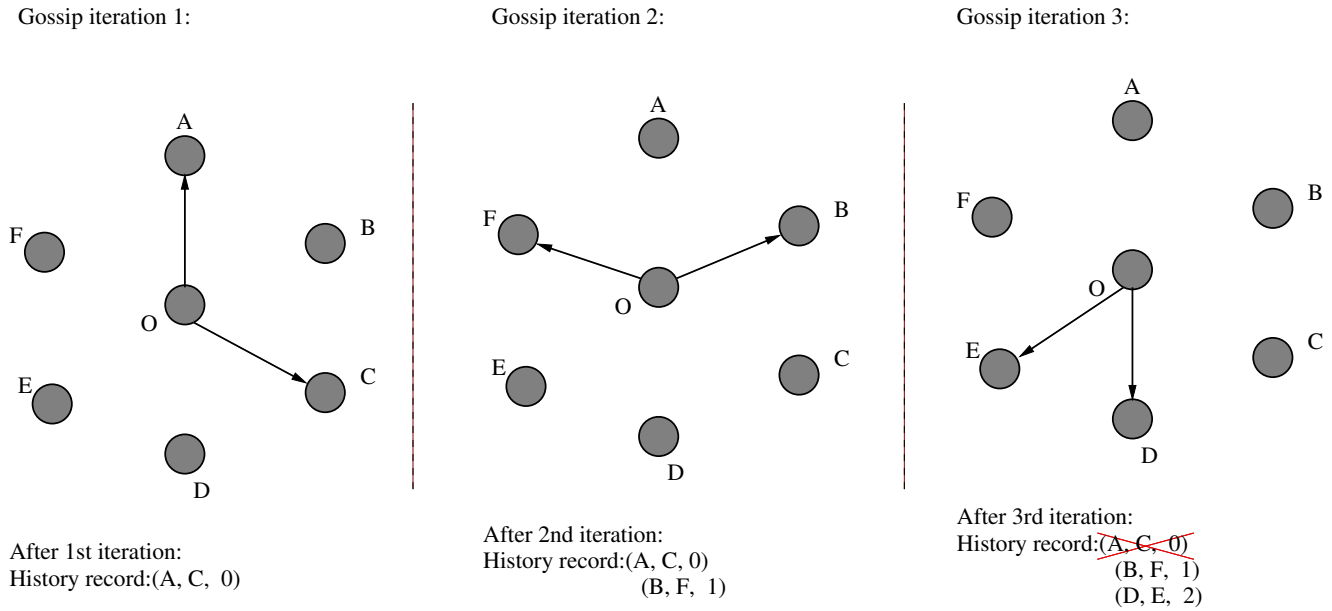 Gossip iteration 1:
A
B
F
O
C
E
D
After 1st iteration:
History record:(A, C, 0)
Gossip iteration 2:
A
B
F
O
C
E
D
After 2nd iteration:
History record:(A, C, 0)
(B, F, 1)
Gossip iteration 3:
A
B
F
O
C
E
D
After 3rd iteration:
History record:(A, C, 0)
(B, F, 1)
(D, E, 2)